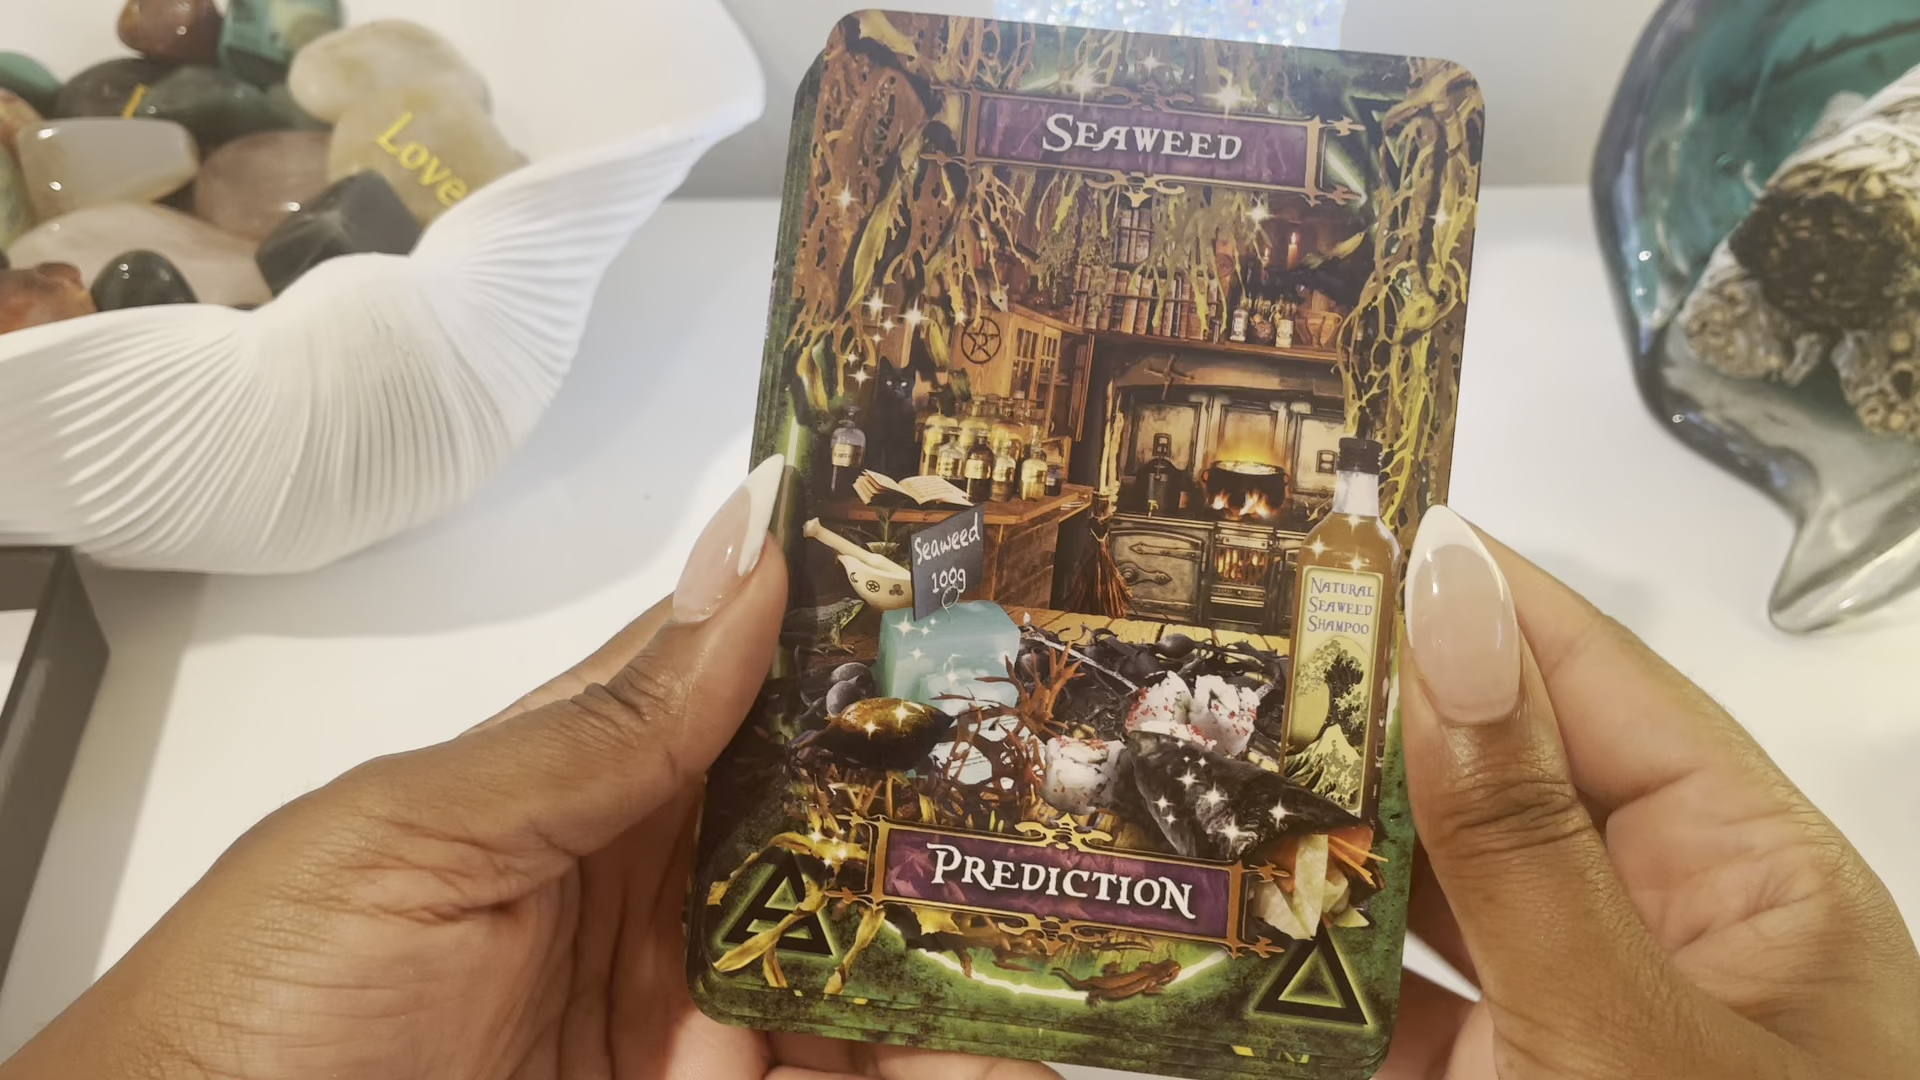 Love
SEAWEED
Seaweed
100g
NATURAL
SEAWEED
SHAMPOO
PREDICTION